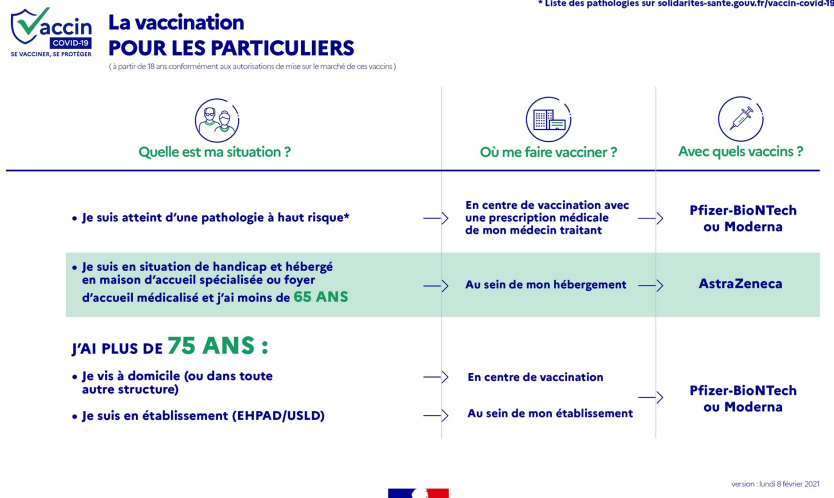 * Liste des pathologies sur solidarites-sante.gouv.fr/vaccin-covid-19
Vaccin
COVID-19
SE VACCINER, SE PROTÉGER
La vaccination
POUR LES PARTICULIERS
( à partir de 18 ans conformément aux autorisations de mise sur le marché de ces vaccins )
Quelle est ma situation ?
Où me faire vacciner ?
Avec quels vaccins ?
• Je suis atteint d'une pathologie à haut risque*
En centre de vaccination avec
une prescription médicale
de mon médecin traitant
Pfizer-BioNTech
ou Moderna
• Je suis en situation de handicap et hébergé
en maison d'accueil spécialisée ou foyer
d'accueil médicalisé et j'ai moins de 65 ANS
Au sein de mon hébergement
AstraZeneca
J'AI PLUS DE 75 ANS :
• Je vis à domicile (ou dans toute
autre structure)
En centre de vaccination
• Je suis en établissement (EHPAD/USLD)
Au sein de mon établissement
Pfizer-BioNTech
ou Moderna
version : lundi 8 février 2021